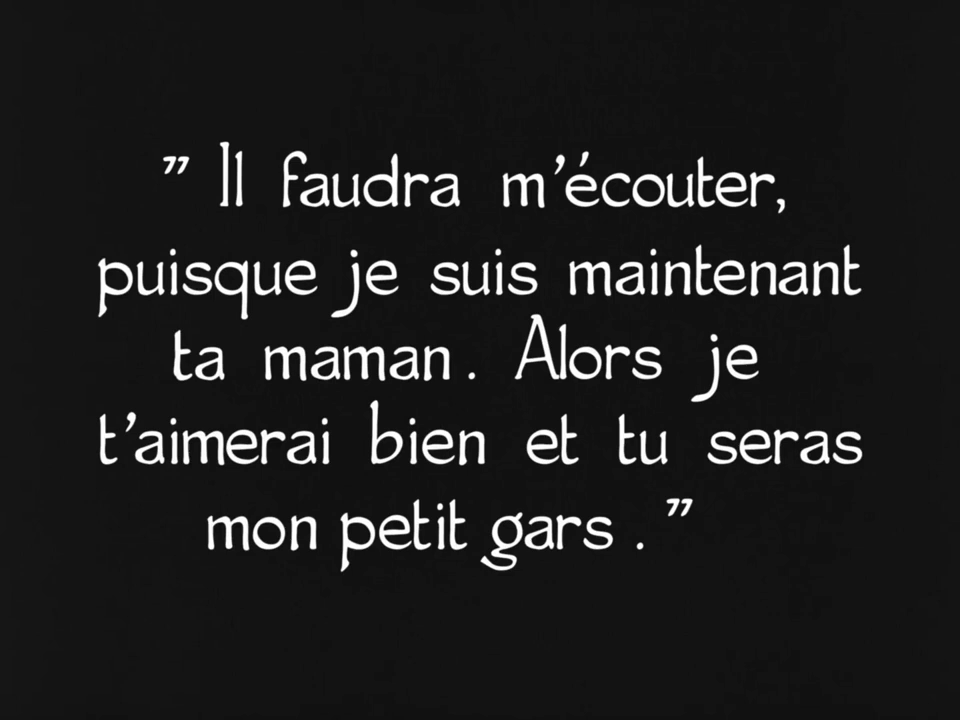 ” Il faudra m’écouter,
puisque je suis maintenant
ta maman. Alors je
t’aimerai bien et tu seras
mon petit gars. ”